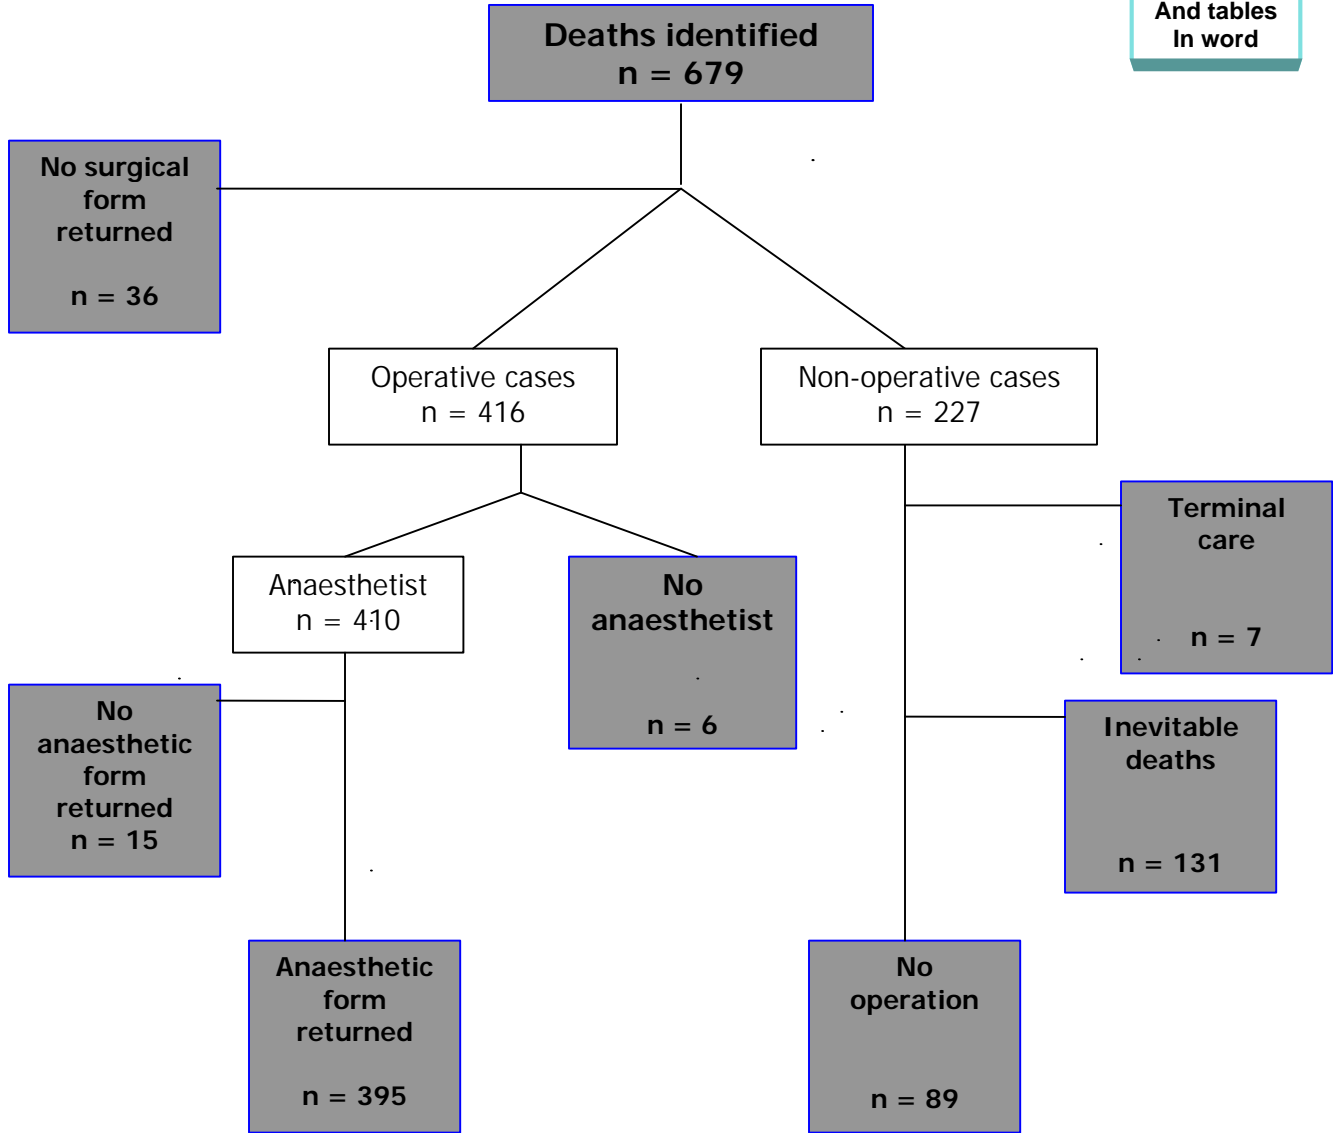 Deaths identified
n = 679
And tables
In word
No surgical
form
returned
n = 36
Operative cases
n = 416
Non-operative cases
n = 227
Terminal
care
n = 7
Anaesthetist
n = 410
No
anaesthetist
n = 6
No
anaesthetic
form
returned
n = 15
Inevitable
deaths
n = 131
Anaesthetic
form
returned
n = 395
No
operation
n = 89